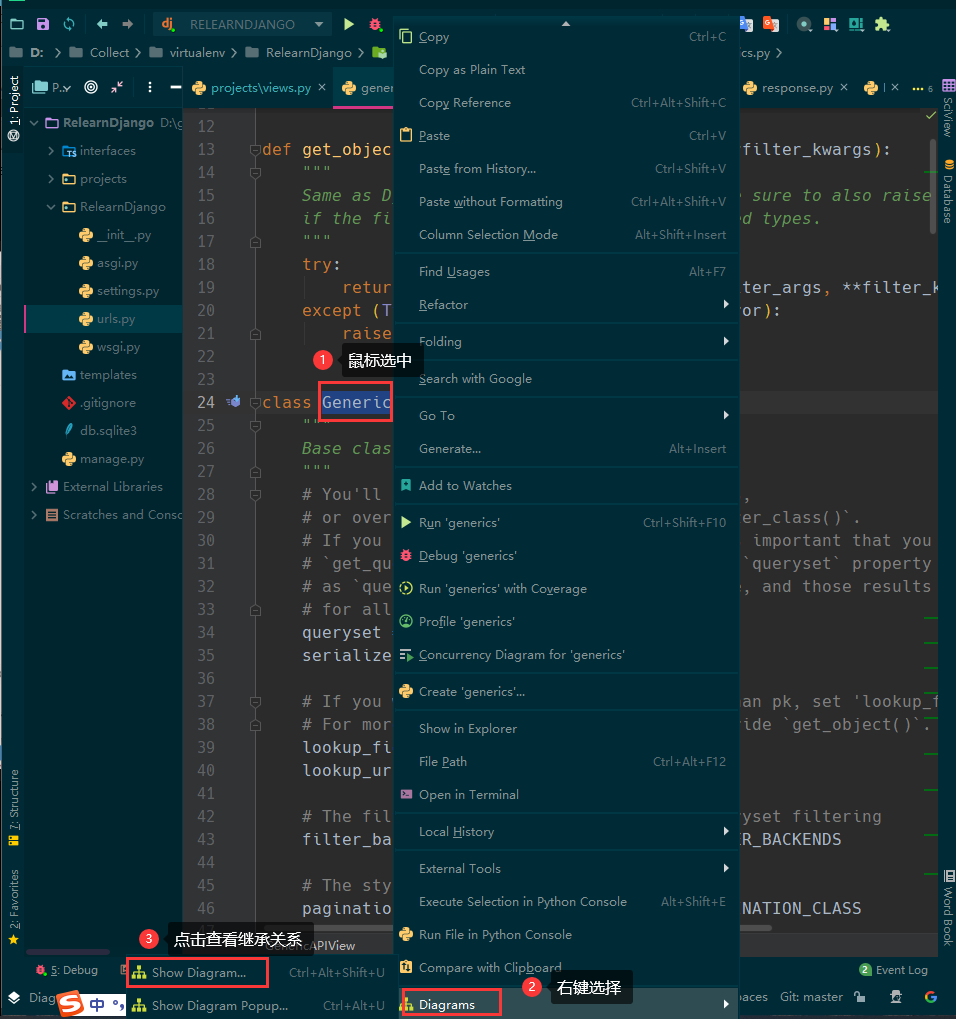 RELEARNDJANGO
D:
Collect
virtualenv
RelearnDjango
cs.py
1: Project
P..
projects\views.py
gener
response.py
6
SciView
Database
Word Book
RelearnDjango D:\g
interfaces
projects
RelearnDjango
__init__.py
asgi.py
settings.py
urls.py
wsgi.py
templates
.gitignore
db.sqlite3
manage.py
External Libraries
Scratches and Conso
7: Structure
2: Favorites
12
13 def get_objec filter_kwargs):
14 """
15 Same as D sure to also raise
16 if the fi d types.
17 """
18 try:
19 retur ter_args, **filter_k
20 except (T or):
21 raise
22
23
24 class Generic
25 """
26 Base clas
27 """
28 # You'll ,
29 # or over er_class()`.
30 # If you important that you
31 # `get_qu `queryset` property
32 # as `que , and those results
33 # for all
34 queryset =
35 serialize
36
37 # If you an pk, set 'lookup_f
38 # For mor ride `get_object()`.
39 lookup_fi
40 lookup_ur
41
42 # The fil yset filtering
43 filter_ba ER_BACKENDS
44
45 # The sty
46 paginatio NATION_CLASS
GenericAPIView
Copy Ctrl+C
Copy as Plain Text
Copy Reference Ctrl+Alt+Shift+C
Paste Ctrl+V
Paste from History... Ctrl+Shift+V
Paste without Formatting Ctrl+Alt+Shift+V
Column Selection Mode Alt+Shift+Insert
Find Usages Alt+F7
Refactor
Folding
Search with Google
Go To
Generate... Alt+Insert
Add to Watches
Run 'generics' Ctrl+Shift+F10
Debug 'generics'
Run 'generics' with Coverage
Profile 'generics'
Concurrency Diagram for 'generics'
Create 'generics'...
Show in Explorer
File Path Ctrl+Alt+F12
Open in Terminal
Local History
External Tools
Execute Selection in Python Console Alt+Shift+E
Run File in Python Console
Compare with Clipboard
Diagrams
1 鼠标选中
2 右键选择
3 点击查看继承关系
Show Diagram... Ctrl+Alt+Shift+U
Show Diagram Popup... Ctrl+Alt+U
5: Debug
2 Event Log
Diag
S 中
paces
Git: master